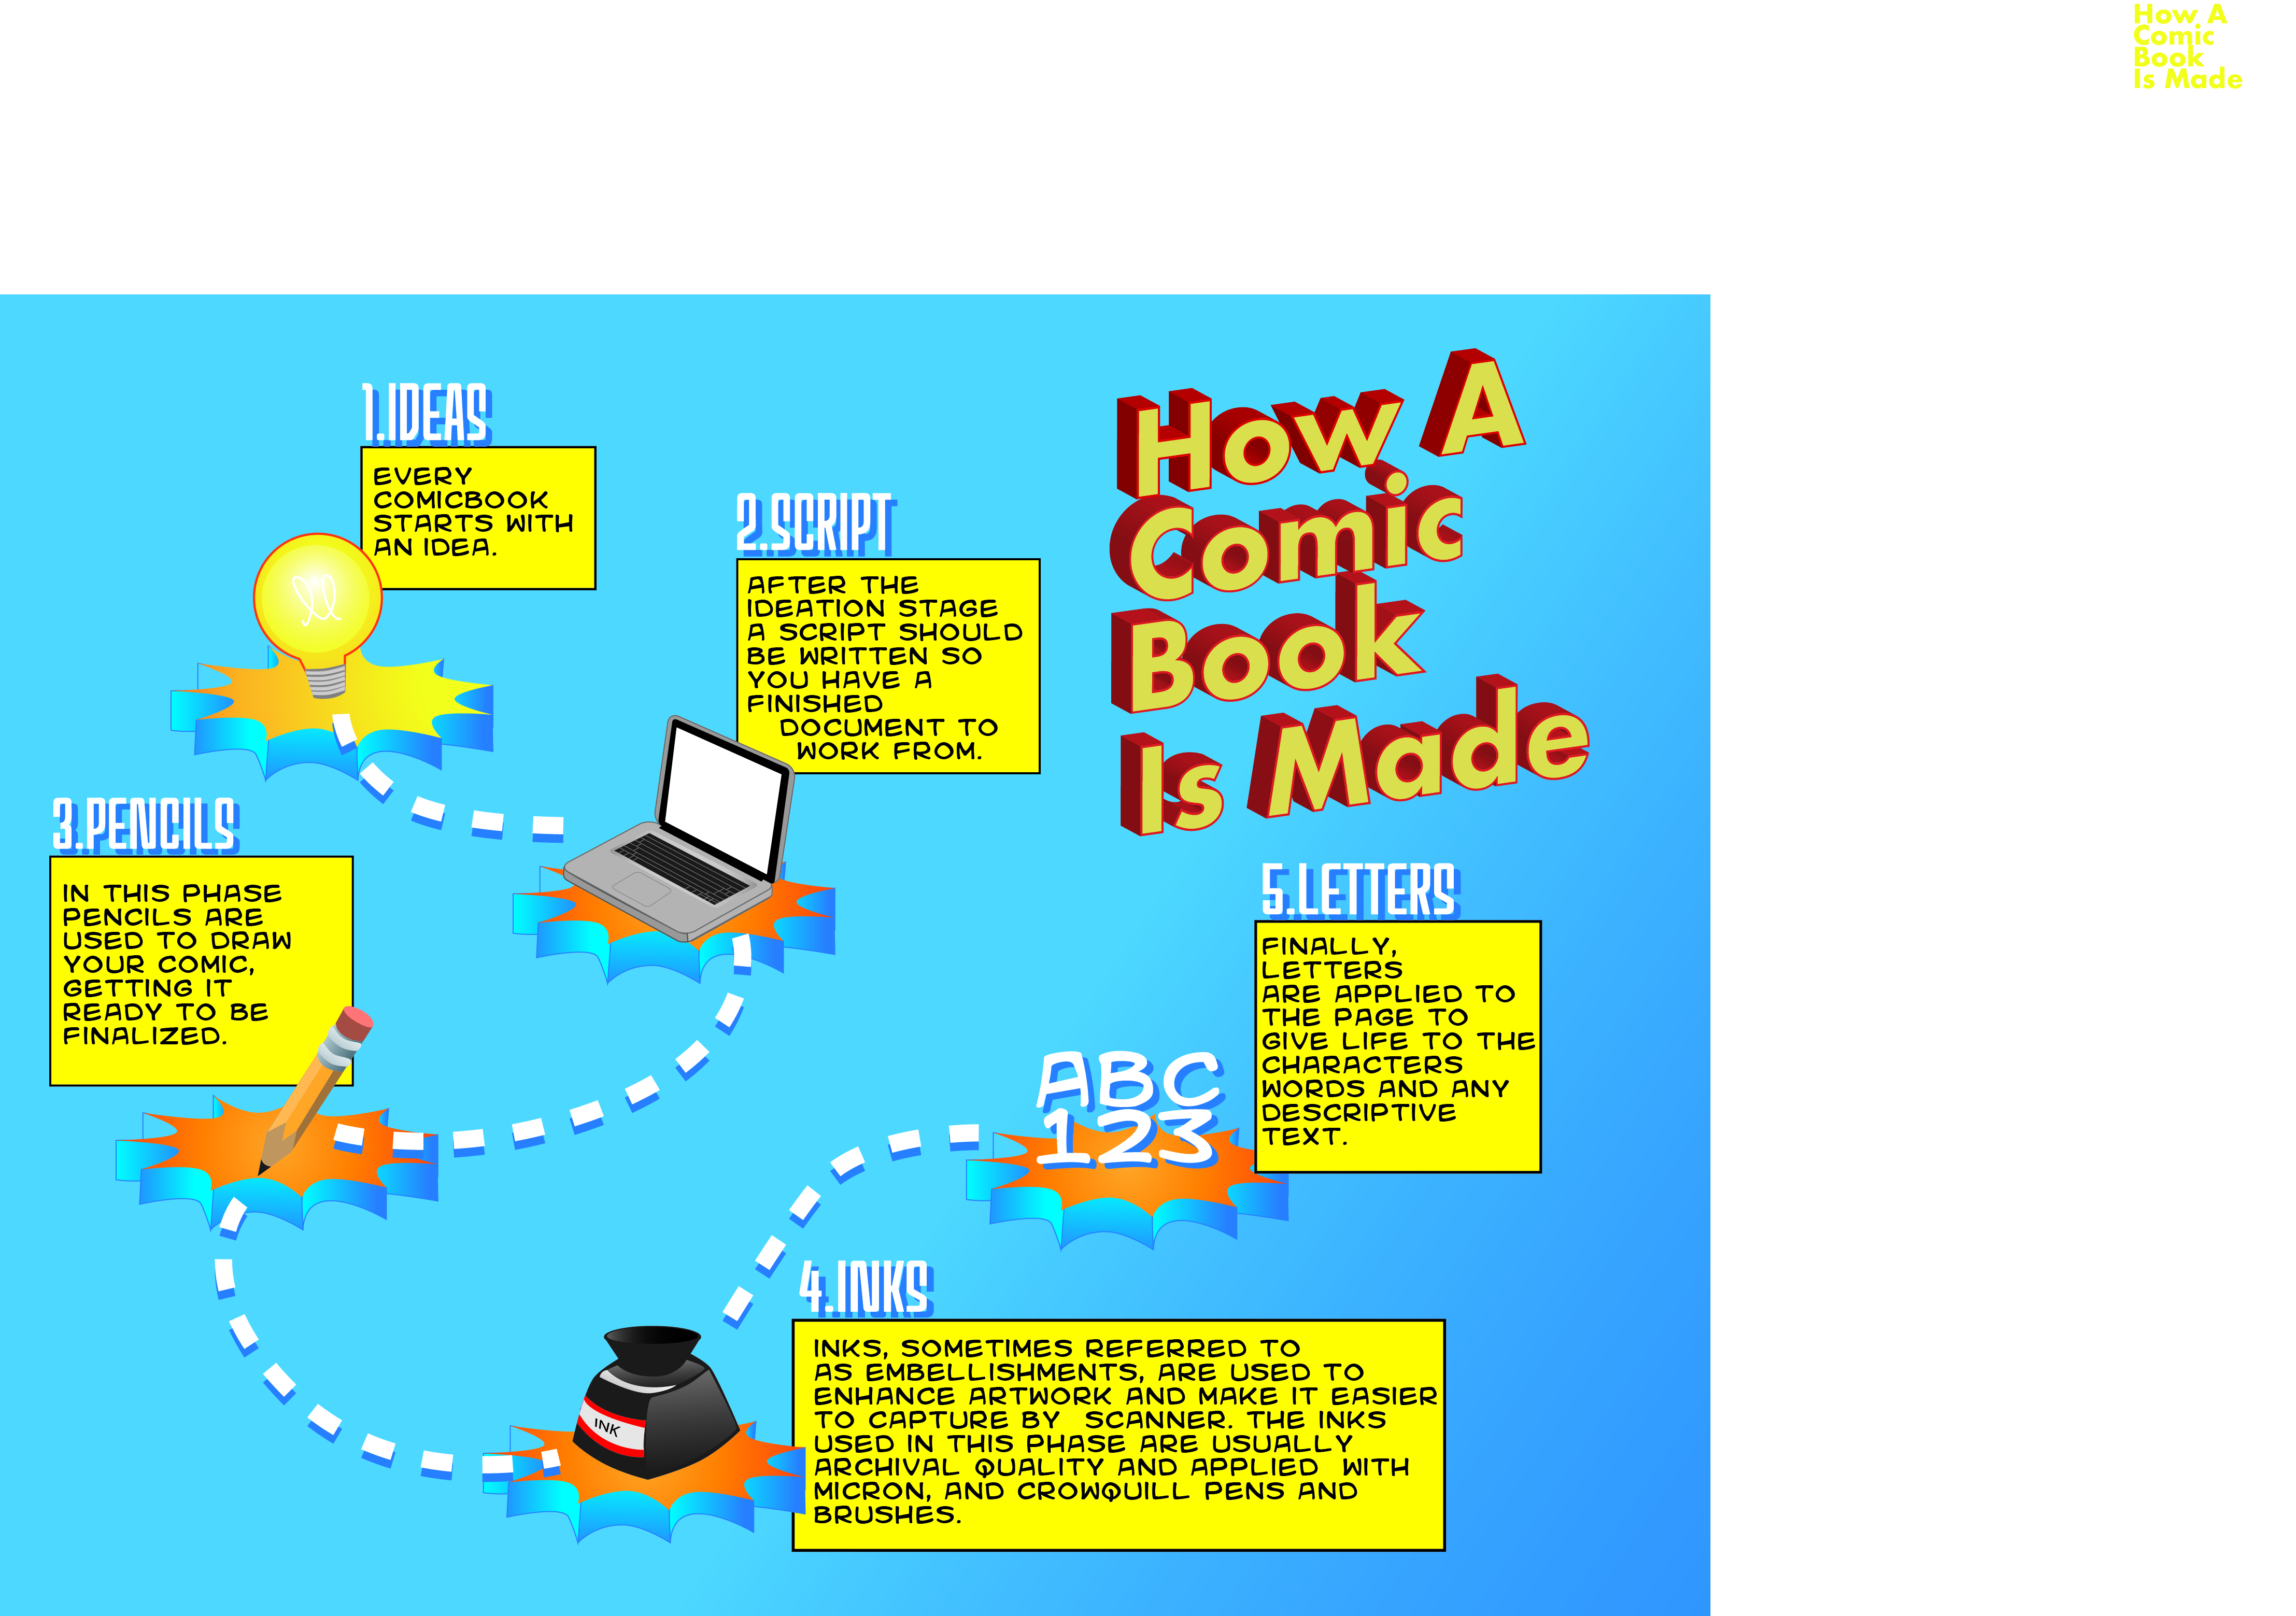 How A
Comic
Book
Is Made
How A
Comic
Book
Is Made
1.IDEAS
EVERY
COMICBOOK
STARTS WITH
AN IDEA.
2.SCRIPT
AFTER THE
IDEATION STAGE
A SCRIPT SHOULD
BE WRITTEN SO
YOU HAVE A
FINISHED
DOCUMENT TO
WORK FROM.
3.PENCILS
IN THIS PHASE
PENCILS ARE
USED TO DRAW
YOUR COMIC,
GETTING IT
READY TO BE
FINALIZED.
4.INKS
INKS, SOMETIMES REFERRED TO
AS EMBELLISHMENTS, ARE USED TO
ENHANCE ARTWORK AND MAKE IT EASIER
TO CAPTURE BY  SCANNER. THE INKS
USED IN THIS PHASE ARE USUALLY
ARCHIVAL QUALITY AND APPLIED  WITH
MICRON, AND CROWQUILL PENS AND
BRUSHES.
INK
5.LETTERS
FINALLY,
LETTERS
ARE APPLIED TO
THE PAGE TO
GIVE LIFE TO THE
CHARACTERS
WORDS AND ANY
DESCRIPTIVE
TEXT.
ABC
123